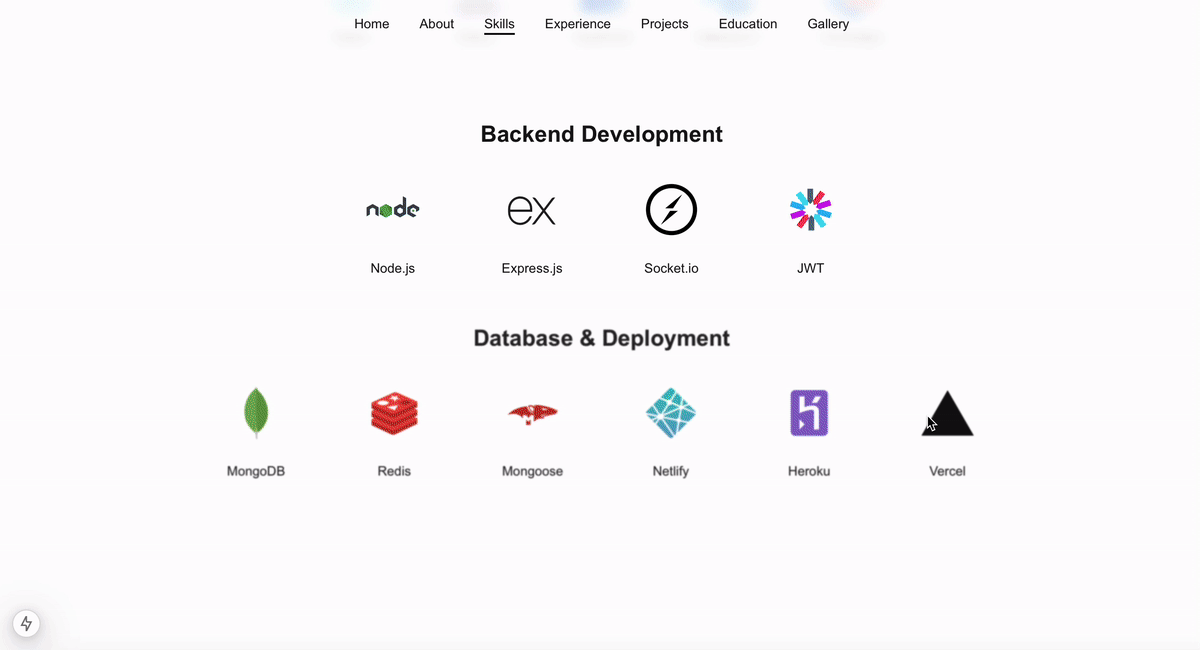 Home About Skills Experience Projects Education Gallery
Backend Development
node ex
Node.js Express.js Socket.io JWT
Database & Deployment
MongoDB Redis Mongoose Netlify Heroku Vercel